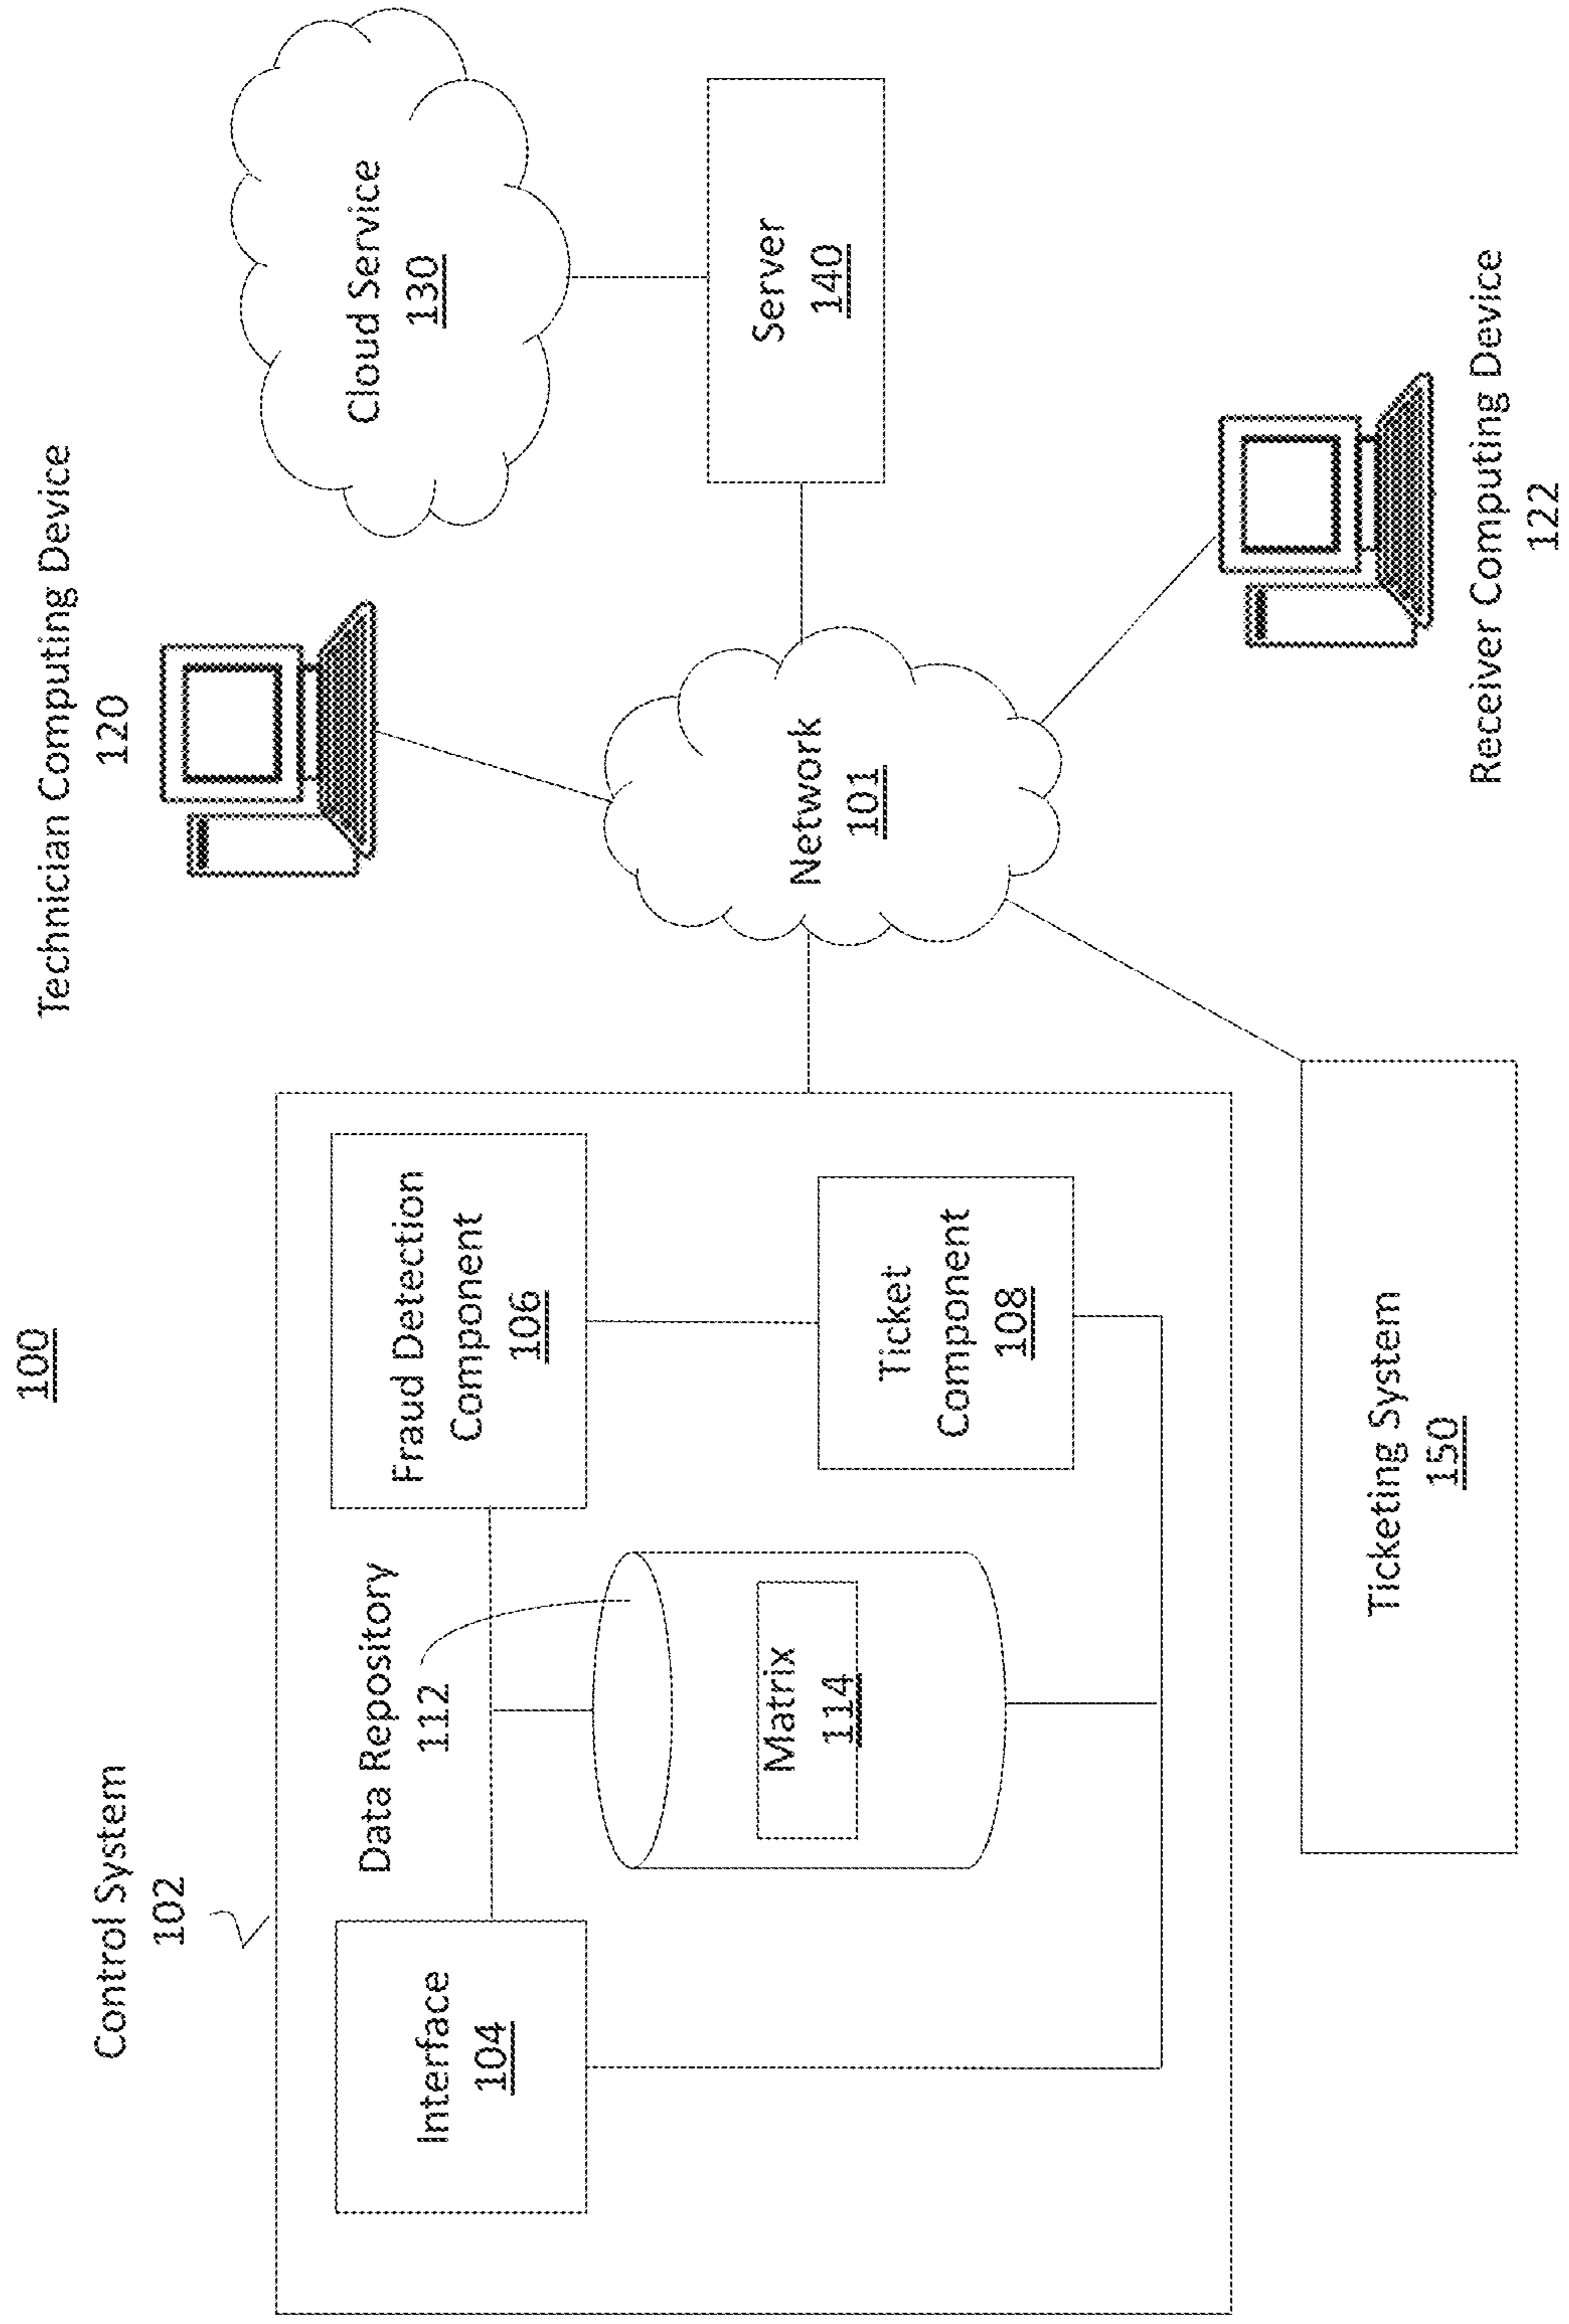 100
Control System
102
Technician Computing Device
120
Interface
104
Data Repository
112
Matrix
114
Fraud Detection
Component
106
Ticket
Component
108
Network
101
Cloud Service
130
Server
140
Ticketing System
150
Receiver Computing Device
122